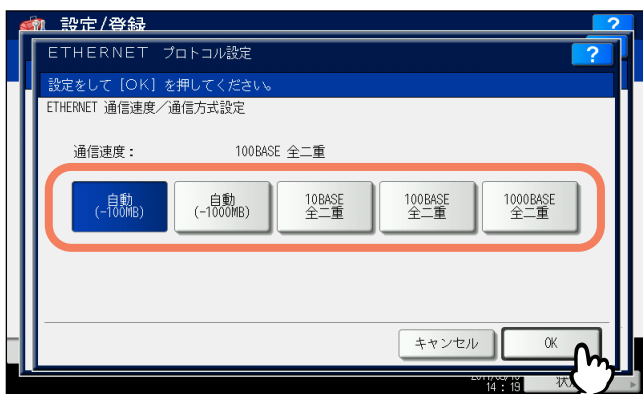 設定/登録
?
ETHERNET プロトコル設定
?
設定をして [OK] を押してください。
ETHERNET 通信速度/通信方式設定
通信速度： 100BASE 全二重
自動
(-100MB)
自動
(-1000MB)
10BASE
全二重
100BASE
全二重
1000BASE
全二重
キャンセル
OK
14 : 19